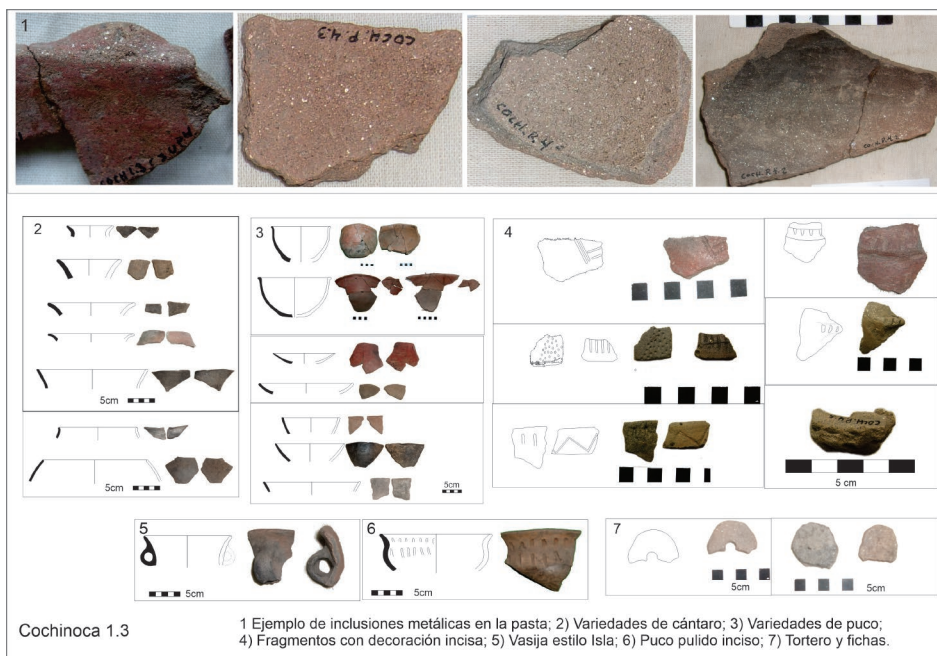 1
COCH.P.4.3
COCH.R.4.2
2
5cm
5cm
3
5cm
4
5 cm
5
5cm
6
5cm
7
5cm
5cm
Cochinoca 1.3
1 Ejemplo de inclusiones metálicas en la pasta; 2) Variedades de cántaro; 3) Variedades de puco;
4) Fragmentos con decoración incisa; 5) Vasija estilo Isla; 6) Puco pulido inciso; 7) Tortero y fichas.